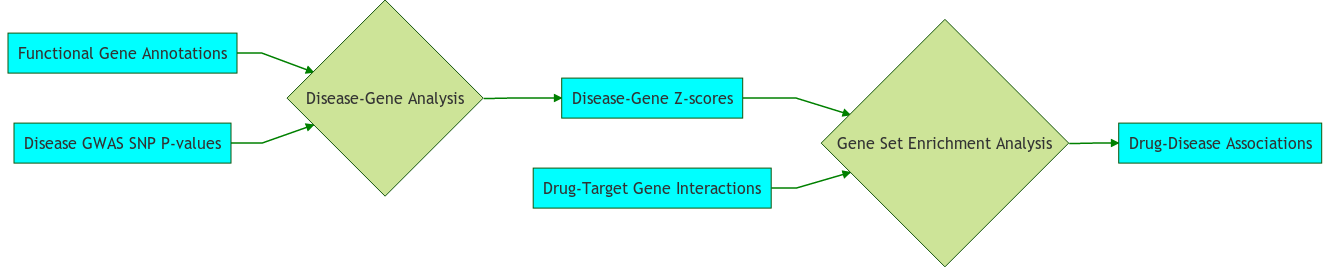 Functional Gene Annotations
Disease GWAS SNP P-values
Disease-Gene Analysis
Disease-Gene Z-scores
Drug-Target Gene Interactions
Gene Set Enrichment Analysis
Drug-Disease Associations